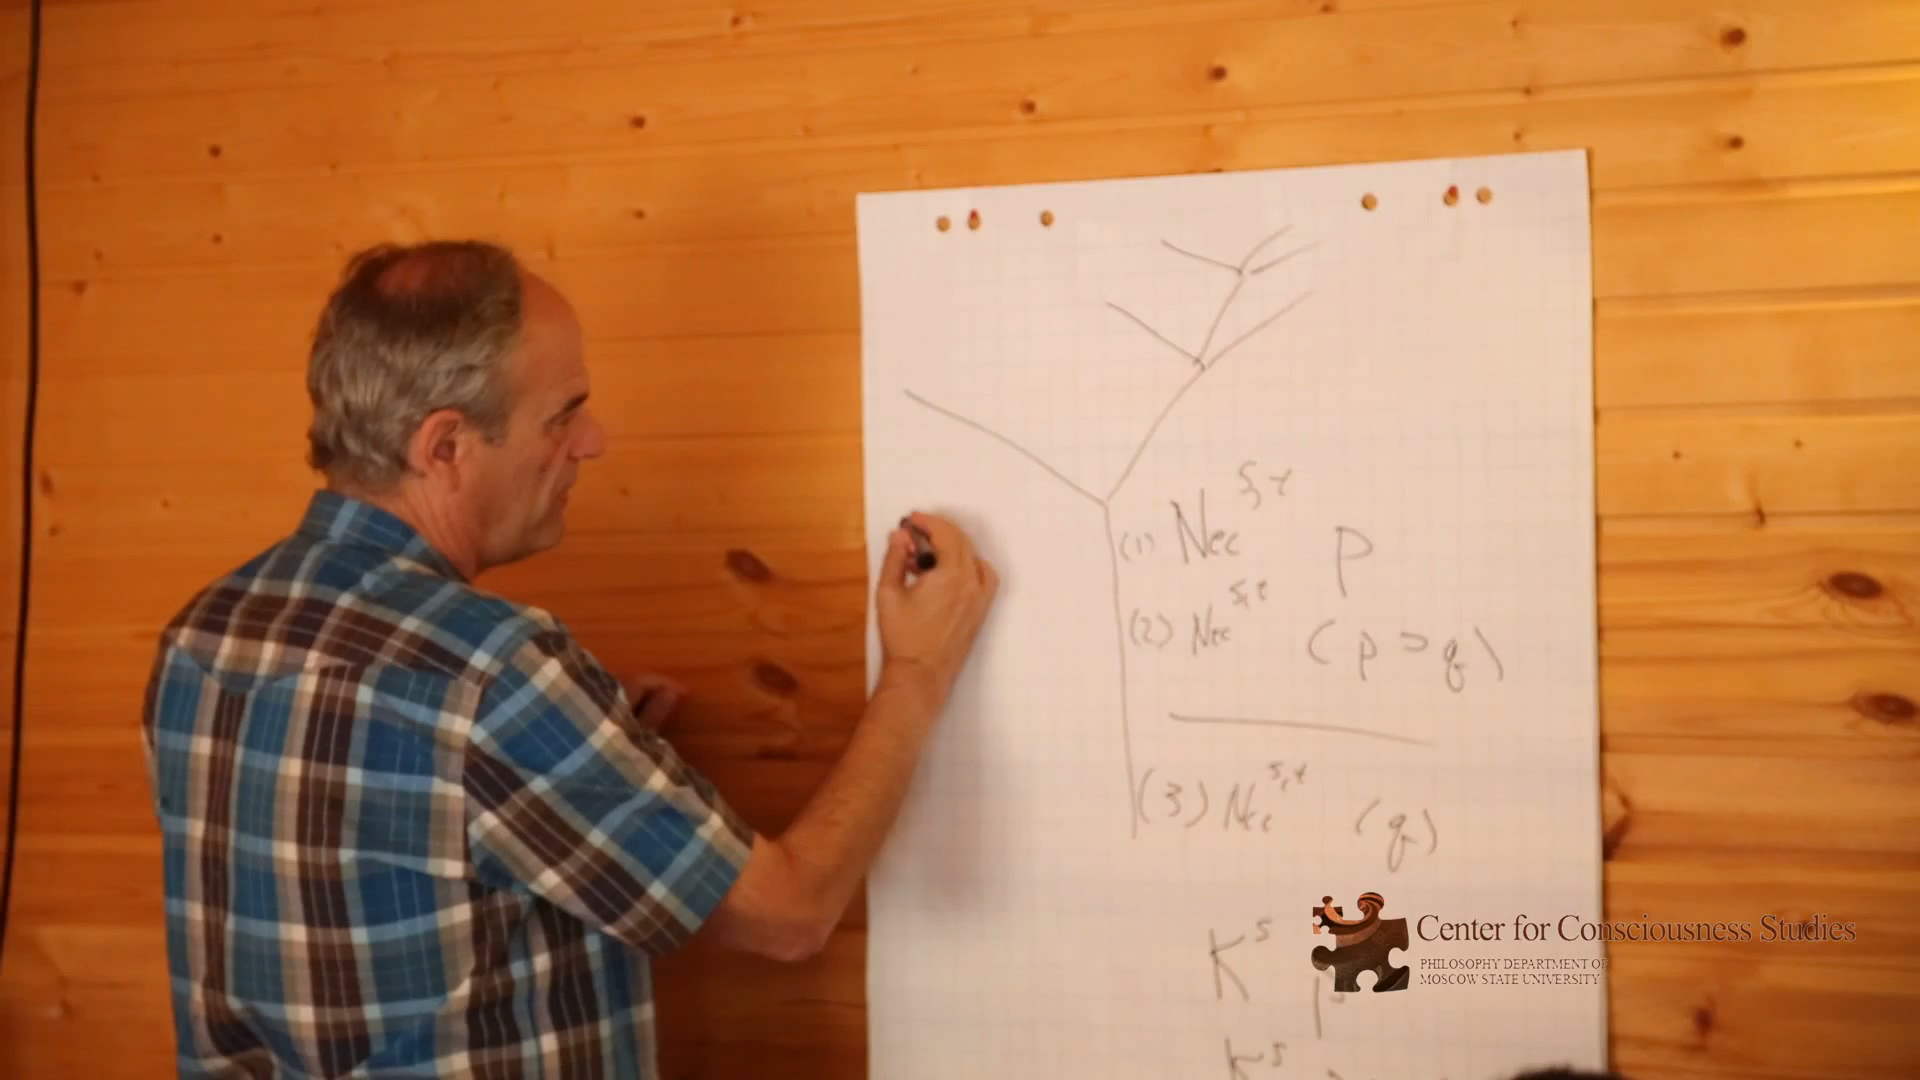 (1) Nec s,t p
(2) Nec s,t (p ⊃ q)
(3) Nec s,t (q)
K s
p
K s
Center for Consciousness Studies
PHILOSOPHY DEPARTMENT OF
MOSCOW STATE UNIVERSITY